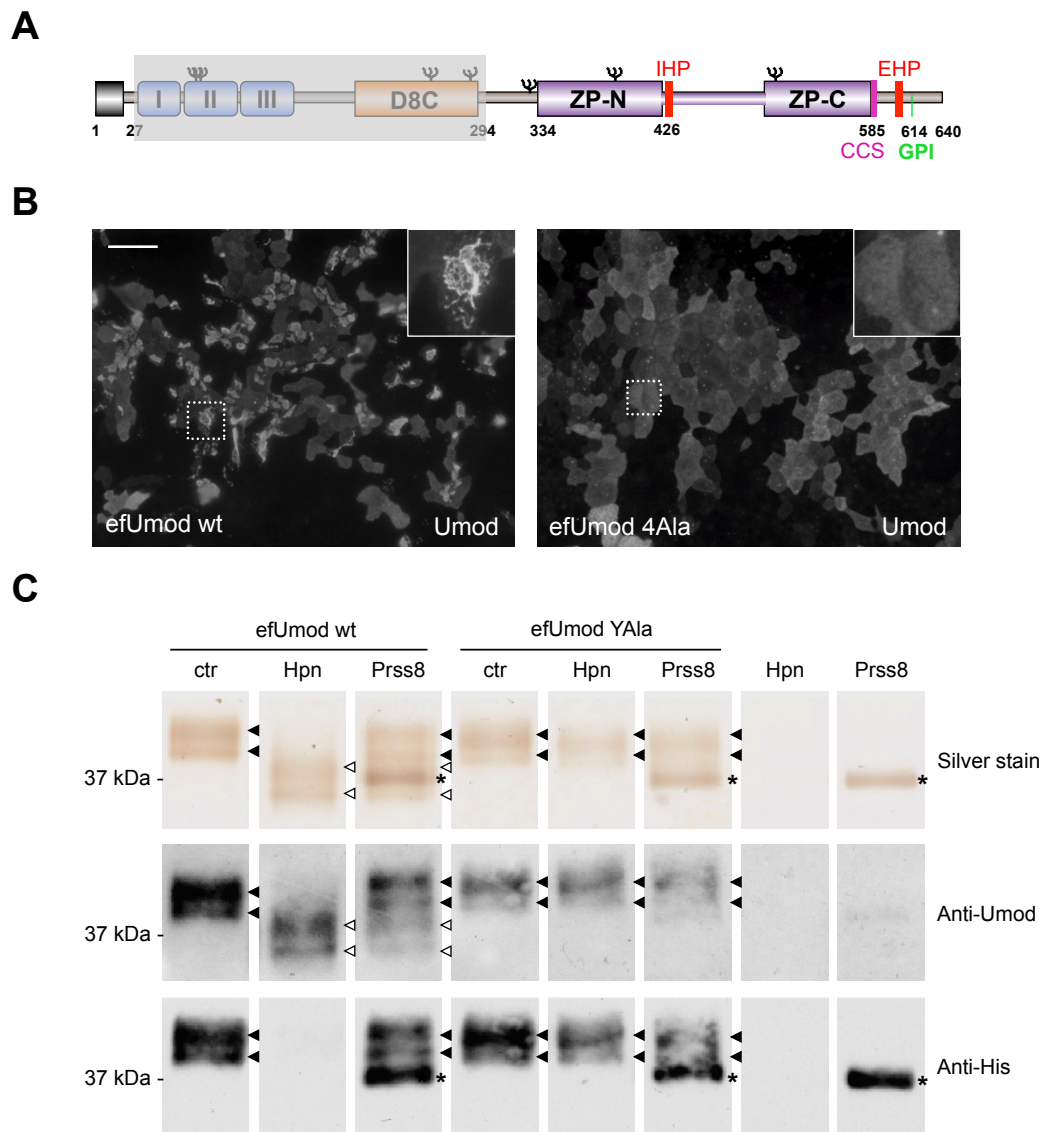 A
I II III D8C ZP-N IHP ZP-C EHP
1 27 294 334 426 585 614 640
CCS GPI
B
efUmod wt Umod
efUmod 4Ala Umod
C
efUmod wt efUmod YAla
ctr Hpn Prss8 ctr Hpn Prss8 Hpn Prss8
37 kDa - * * * Silver stain
37 kDa - Anti-Umod
37 kDa - * * * Anti-His